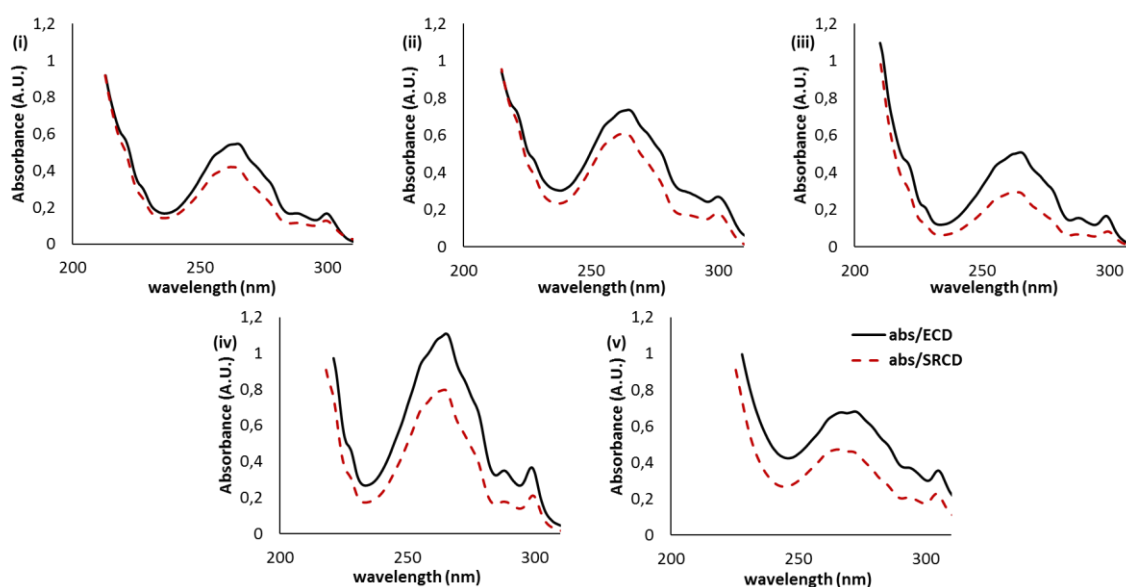 (i)
1,2
1
0,8
0,6
0,4
0,2
0
Absorbance (A.U.)
200 250 300
wavelength (nm)
(ii)
1,2
1
0,8
0,6
0,4
0,2
0
Absorbance (A.U.)
200 250 300
wavelength (nm)
(iii)
1,2
1
0,8
0,6
0,4
0,2
0
Absorbance (A.U.)
200 250 300
wavelength (nm)
(iv)
1,2
1
0,8
0,6
0,4
0,2
0
Absorbance (A.U.)
200 250 300
wavelength (nm)
(v)
1,2
1
0,8
0,6
0,4
0,2
0
Absorbance (A.U.)
200 250 300
wavelength (nm)
abs/ECD
abs/SRCD